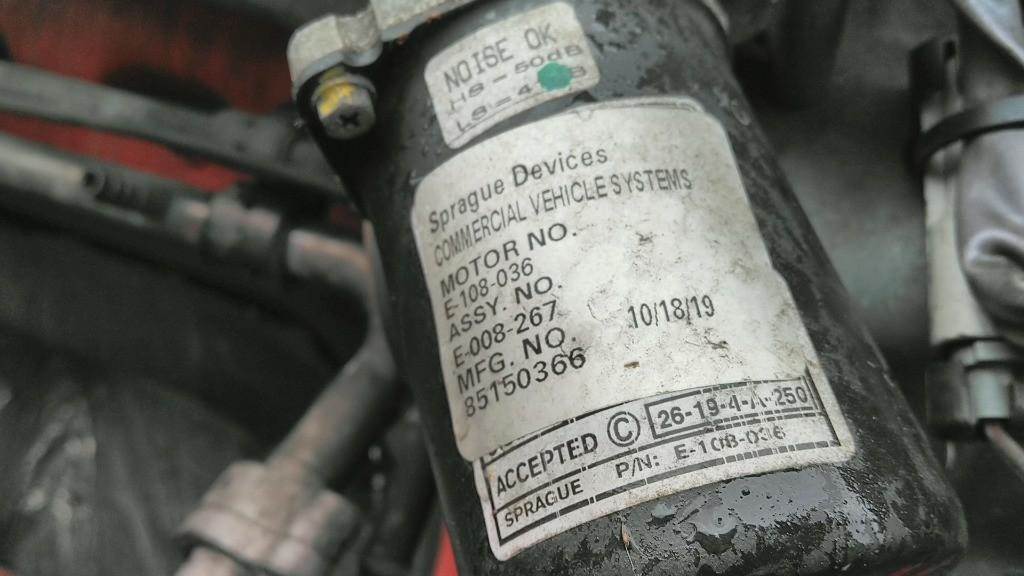 NOISE OK
Sprague Devices
COMMERCIAL VEHICLE SYSTEMS
MOTOR NO.
E-108-036
ASSY. NO.
E-008-267
10/18/19
MFG. NO.
85150366
ACCEPTED C 26-19-4-A-250
SPRAGUE P/N: E-108-036